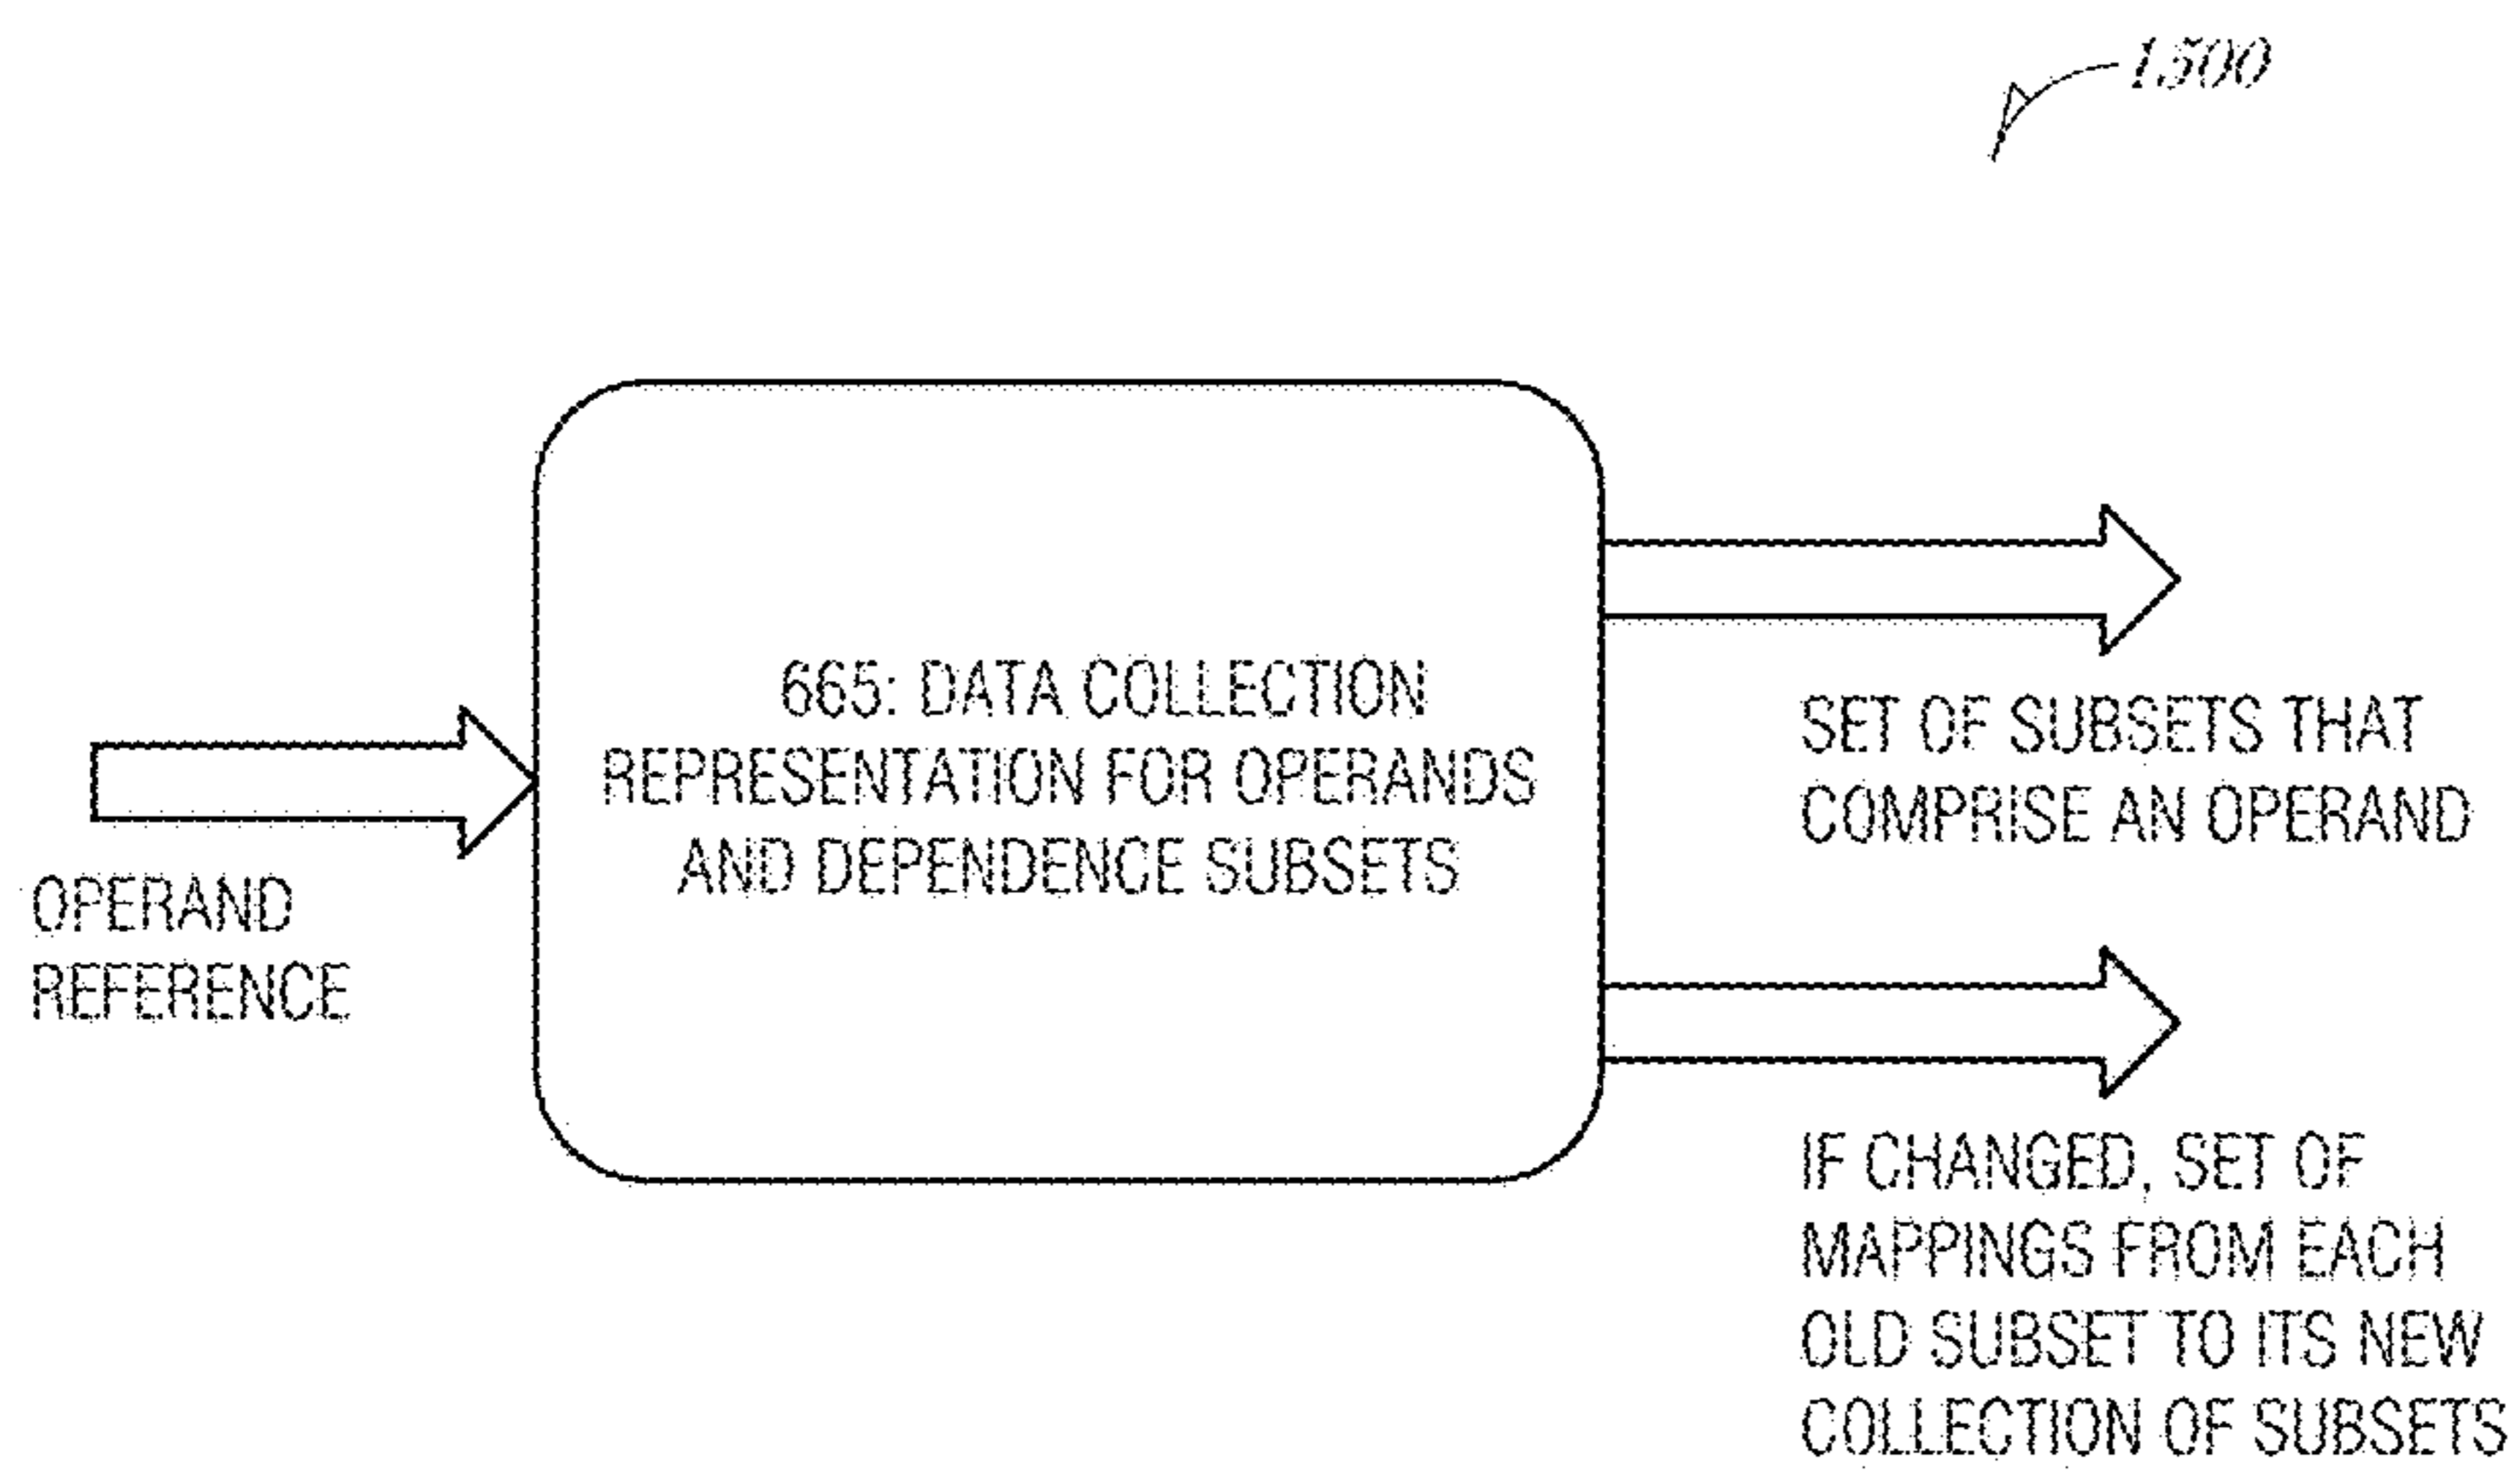 1500
665: DATA COLLECTION
REPRESENTATION FOR OPERANDS
AND DEPENDENCE SUBSETS
OPERAND
REFERENCE
SET OF SUBSETS THAT
COMPRISE AN OPERAND
IF CHANGED, SET OF
MAPPINGS FROM EACH
OLD SUBSET TO ITS NEW
COLLECTION OF SUBSETS